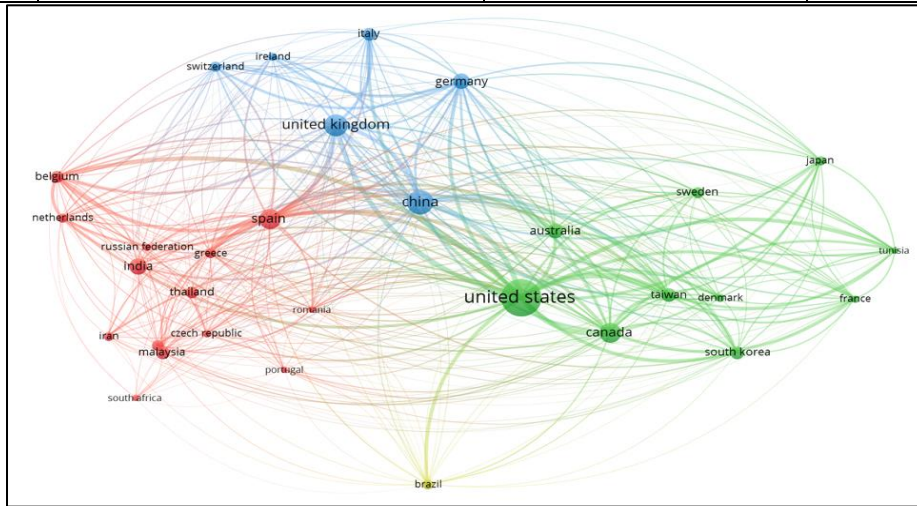 italy
ireland
switzerland
germany
united kingdom
japan
belgium
sweden
china
netherlands
spain
australia
russian federation
greece
tunisia
india
thailand
united states
taiwan
denmark
france
romania
iran
czech republic
canada
malaysia
south korea
portugal
south africa
brazil